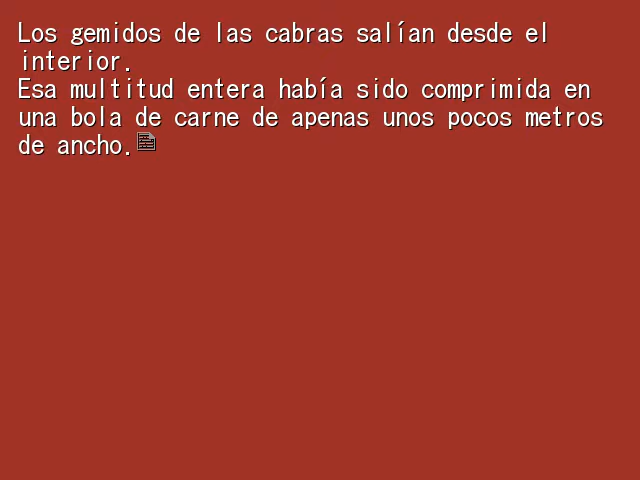 Los gemidos de las cabras salían desde el
interior.
Esa multitud entera había sido comprimida en
una bola de carne de apenas unos pocos metros
de ancho.